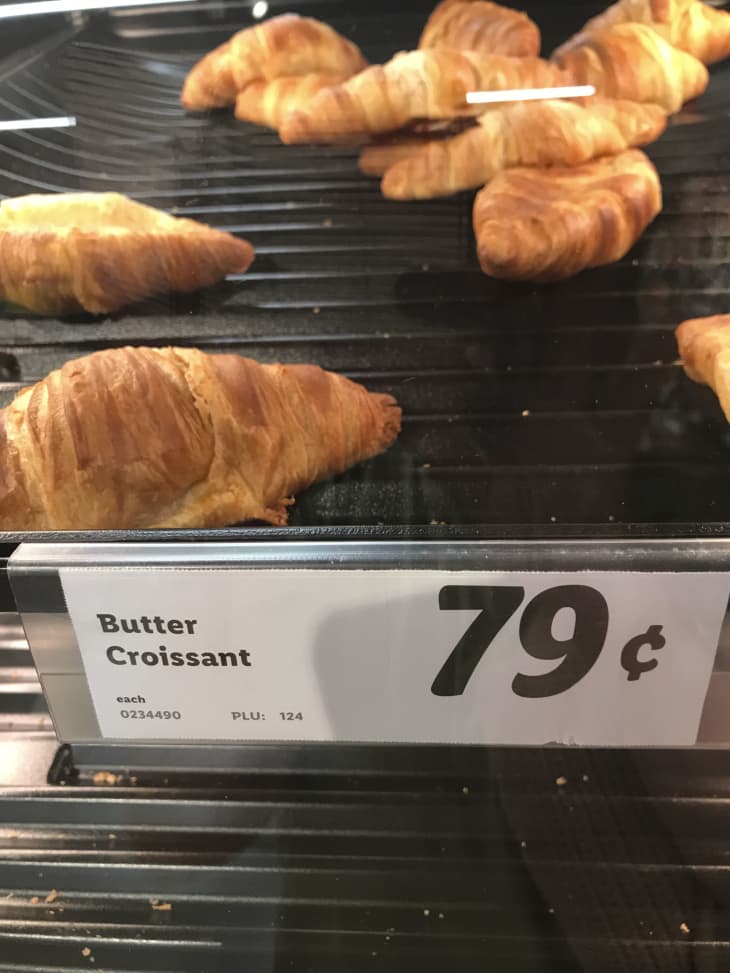 Butter
Croissant
79¢
each
0234490 PLU: 124